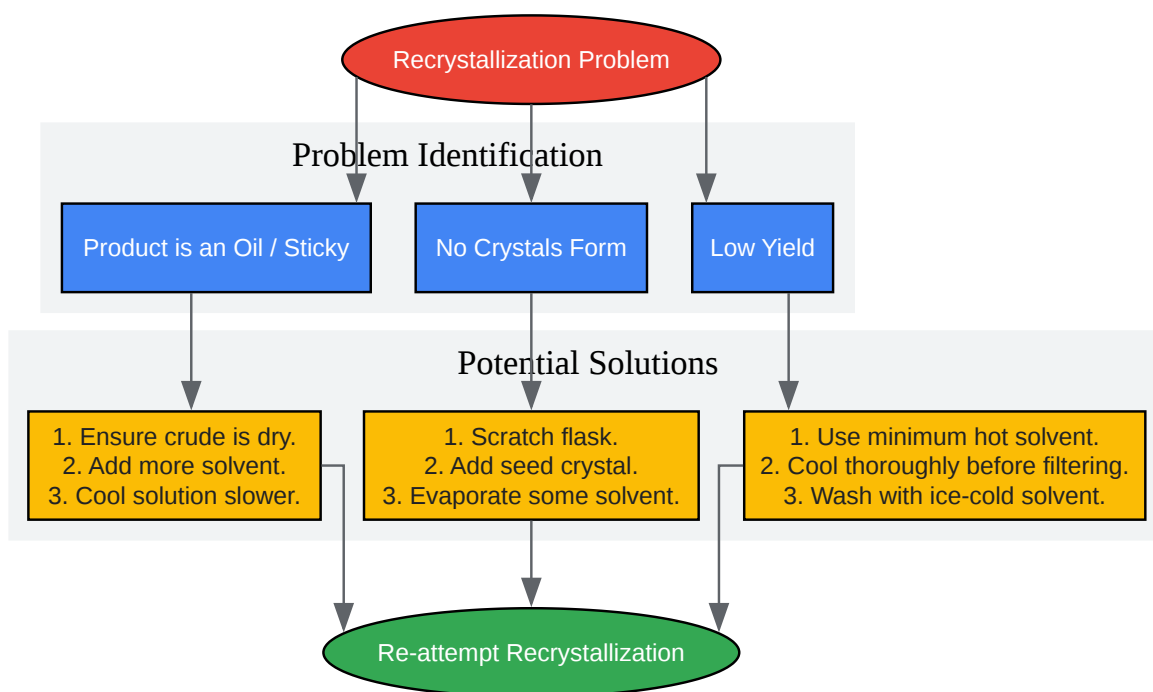 Recrystallization Problem
Problem Identification
Product is an Oil / Sticky
No Crystals Form
Low Yield
Potential Solutions
1. Ensure crude is dry.
2. Add more solvent.
3. Cool solution slower.
1. Scratch flask.
2. Add seed crystal.
3. Evaporate some solvent.
1. Use minimum hot solvent.
2. Cool thoroughly before filtering.
3. Wash with ice-cold solvent.
Re-attempt Recrystallization